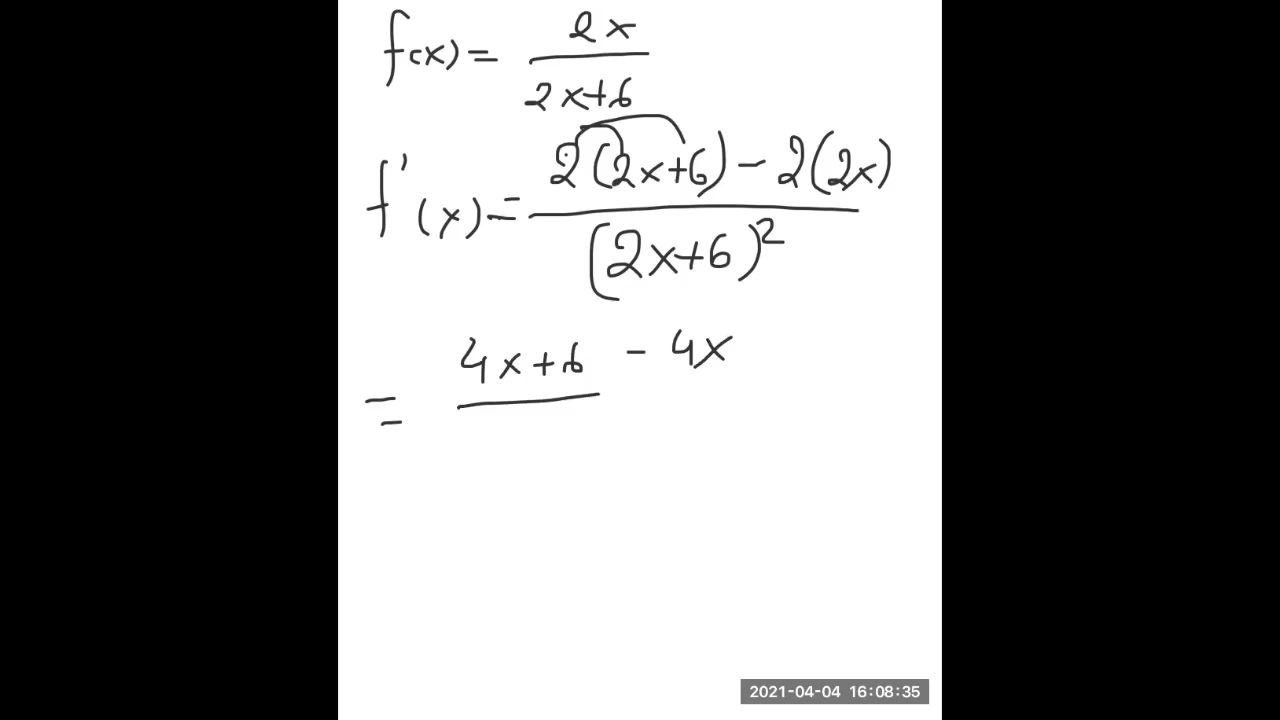 f(x) = 2x / 2x+6
f'(x) = 2(2x+6) - 2(2x) / (2x+6)²
= 4x+6 - 4x
2021-04-04 16:08:35